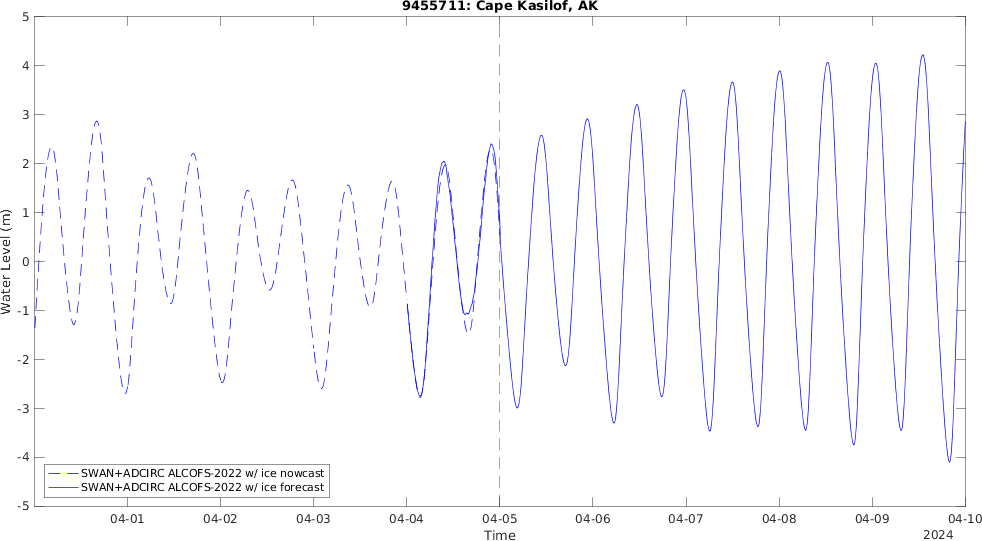 9455711: Cape Kasilof, AK
Water Level (m)
5
4
3
2
1
0
-1
-2
-3
-4
-5
SWAN+ADCIRC ALCOFS-2022 w/ ice nowcast
SWAN+ADCIRC ALCOFS-2022 w/ ice forecast
04-01 04-02 04-03 04-04 04-05 04-06 04-07 04-08 04-09 04-10
Time
2024